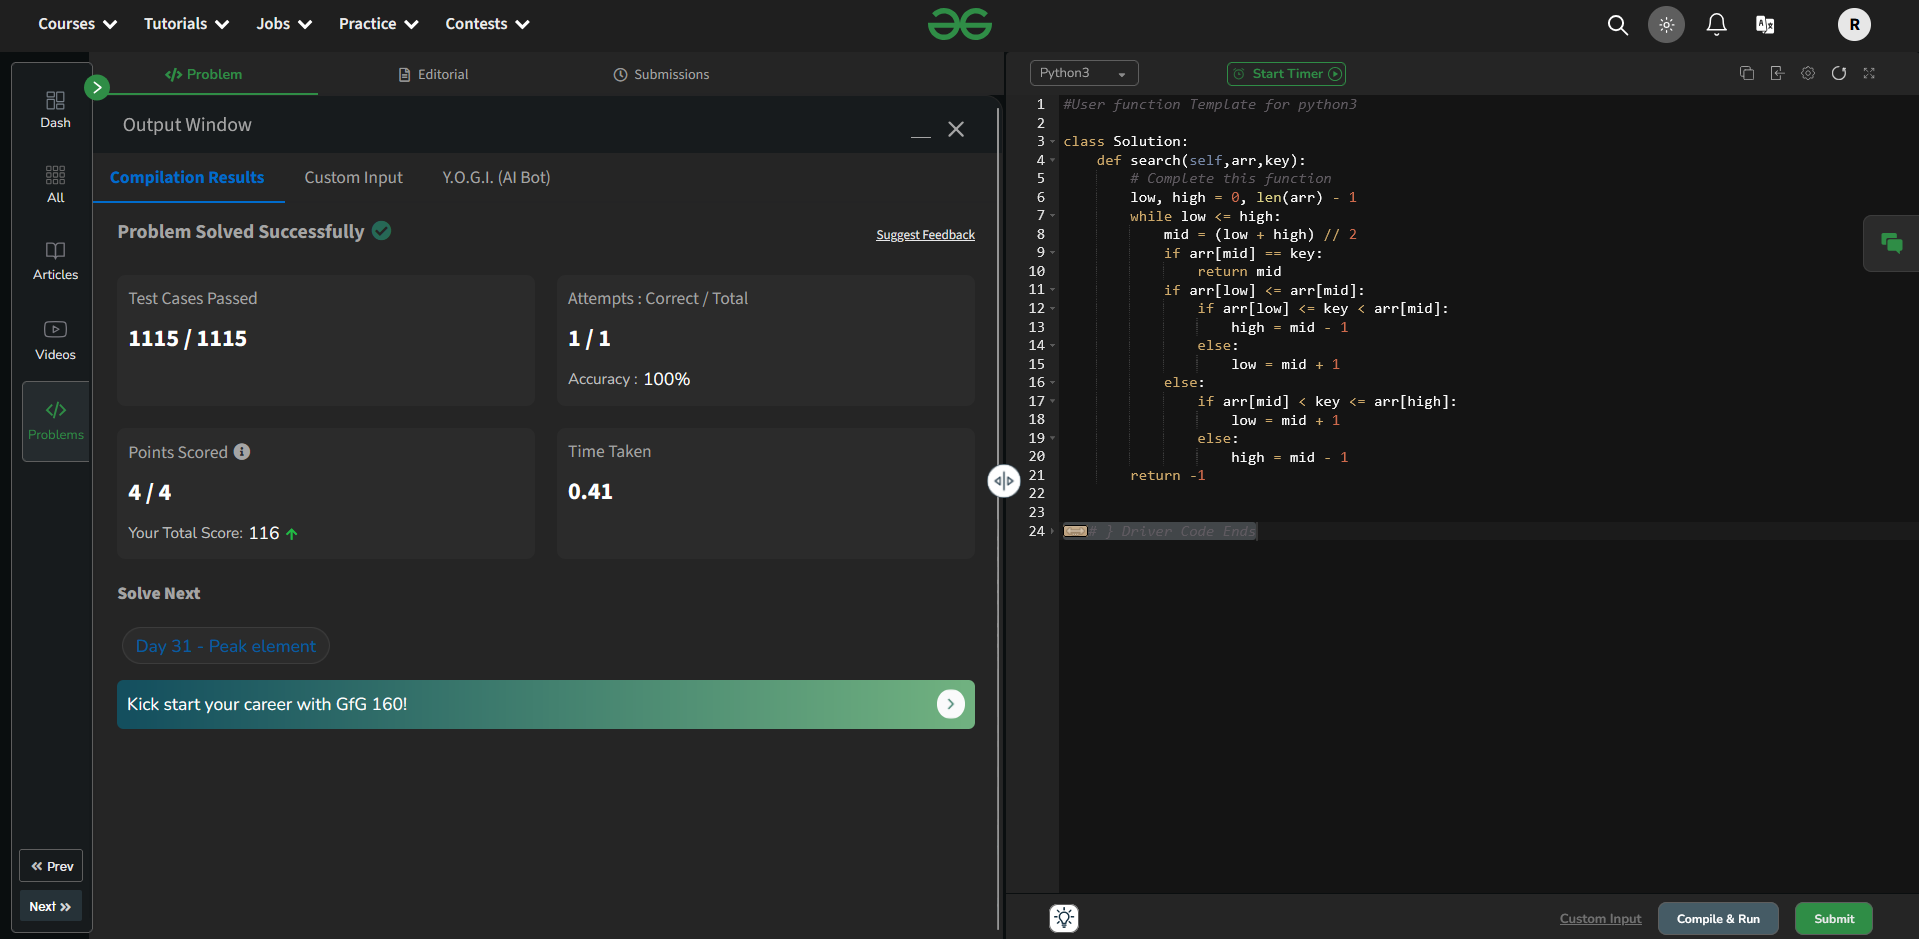 Courses Tutorials Jobs Practice Contests
R
Dash
All
Articles
Videos
Problems
Prev
Next
Problem Editorial Submissions
Output Window
Compilation Results Custom Input Y.O.G.I. (AI Bot)
Problem Solved Successfully
Suggest Feedback
Test Cases Passed
1115 / 1115
Attempts : Correct / Total
1 / 1
Accuracy : 100%
Points Scored
4 / 4
Your Total Score: 116
Time Taken
0.41
Solve Next
Day 31 - Peak element
Kick start your career with GfG 160!
Python3 Start Timer
1 #User function Template for python3
2
3 class Solution:
4 def search(self,arr,key):
5 # Complete this function
6 low, high = 0, len(arr) - 1
7 while low <= high:
8 mid = (low + high) // 2
9 if arr[mid] == key:
10 return mid
11 if arr[low] <= arr[mid]:
12 if arr[low] <= key < arr[mid]:
13 high = mid - 1
14 else:
15 low = mid + 1
16 else:
17 if arr[mid] < key <= arr[high]:
18 low = mid + 1
19 else:
20 high = mid - 1
21 return -1
22
23
24 # } Driver Code Ends
Custom Input Compile & Run Submit